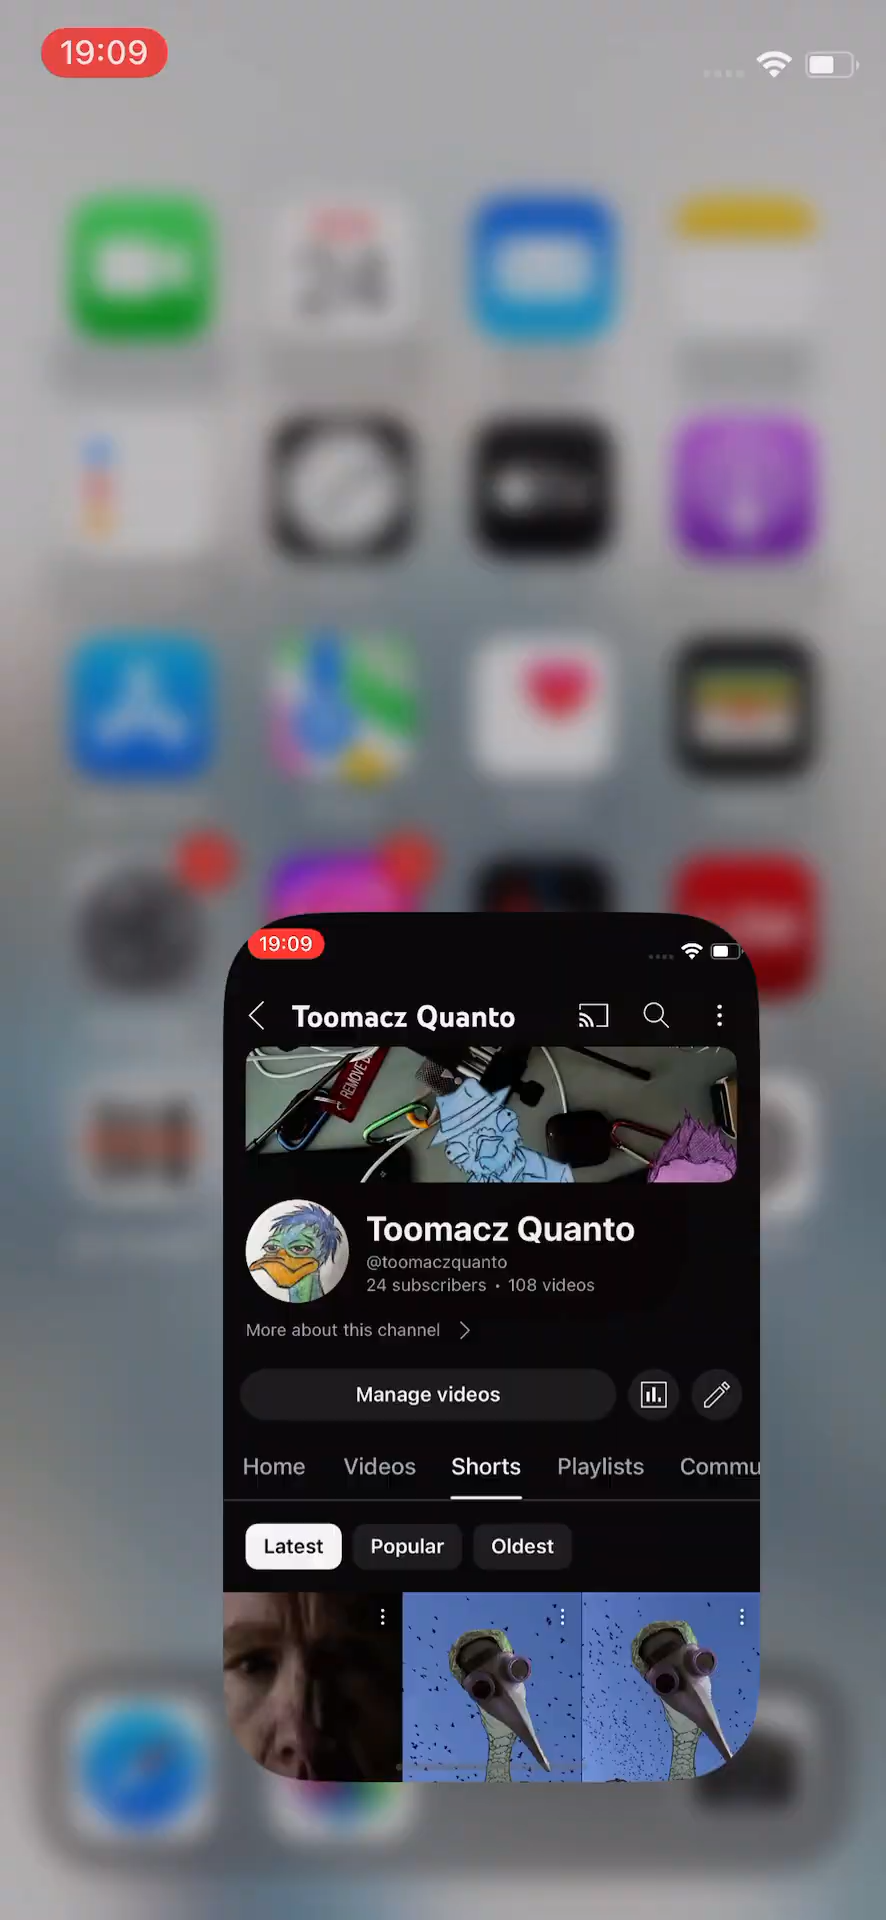 19:09
24
19:09
Toomacz Quanto
REMOVE
Toomacz Quanto
@toomaczquanto
24 subscribers • 108 videos
More about this channel
Manage videos
Home Videos Shorts Playlists Commu
Latest Popular Oldest